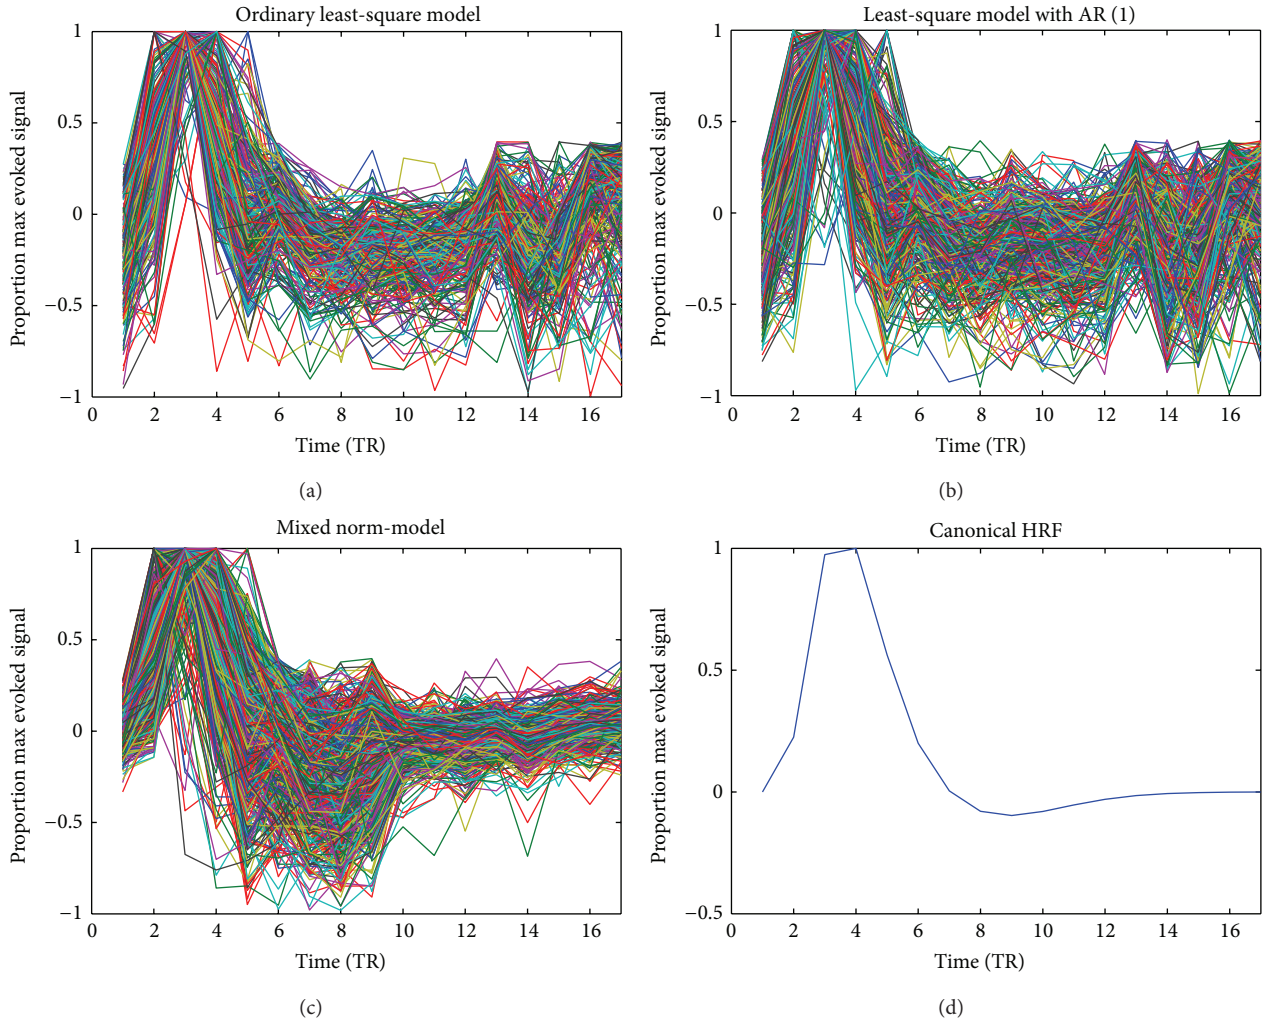 Ordinary least-square model
1
0.5
0
−0.5
−1
Proportion max evoked signal
0 2 4 6 8 10 12 14 16
Time (TR)
(a)
Least-square model with AR (1)
1
0.5
0
−0.5
−1
Proportion max evoked signal
0 2 4 6 8 10 12 14 16
Time (TR)
(b)
Mixed norm-model
1
0.5
0
−0.5
−1
Proportion max evoked signal
0 2 4 6 8 10 12 14 16
Time (TR)
(c)
Canonical HRF
1
0.5
0
−0.5
Proportion max evoked signal
0 2 4 6 8 10 12 14 16
Time (TR)
(d)